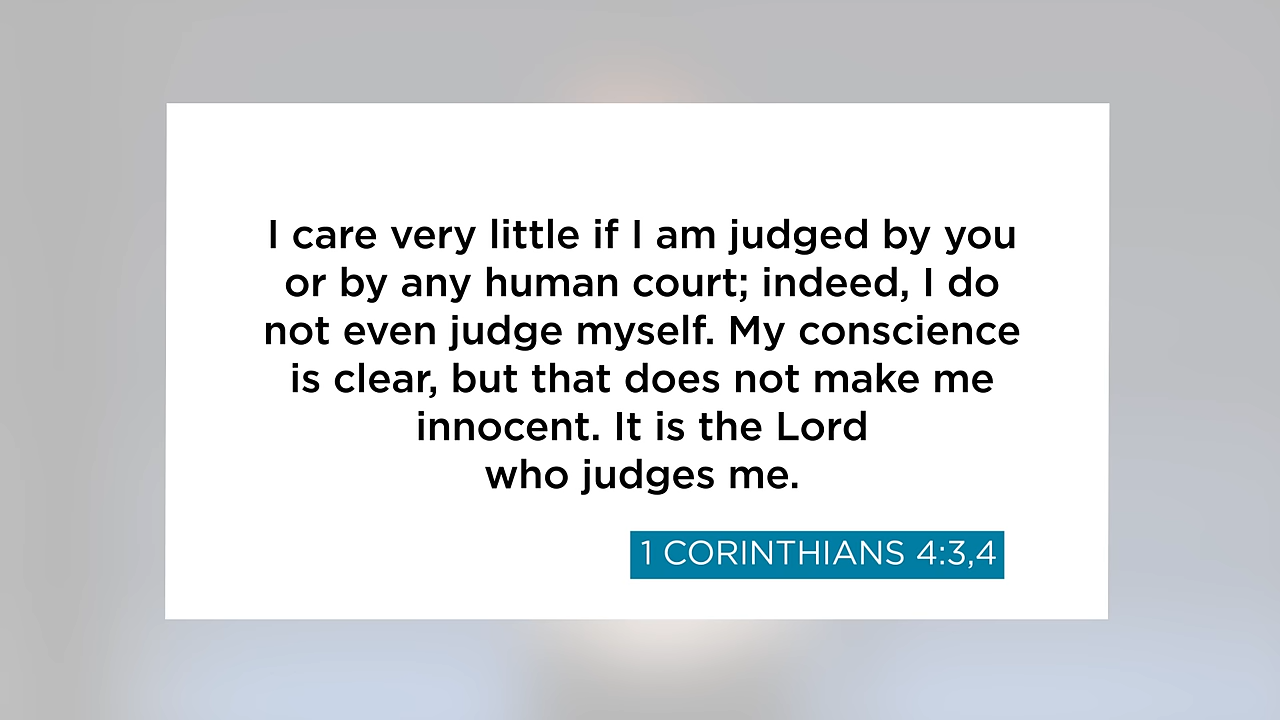 I care very little if I am judged by you
or by any human court; indeed, I do
not even judge myself. My conscience
is clear, but that does not make me
innocent. It is the Lord
who judges me.
1 CORINTHIANS 4:3,4